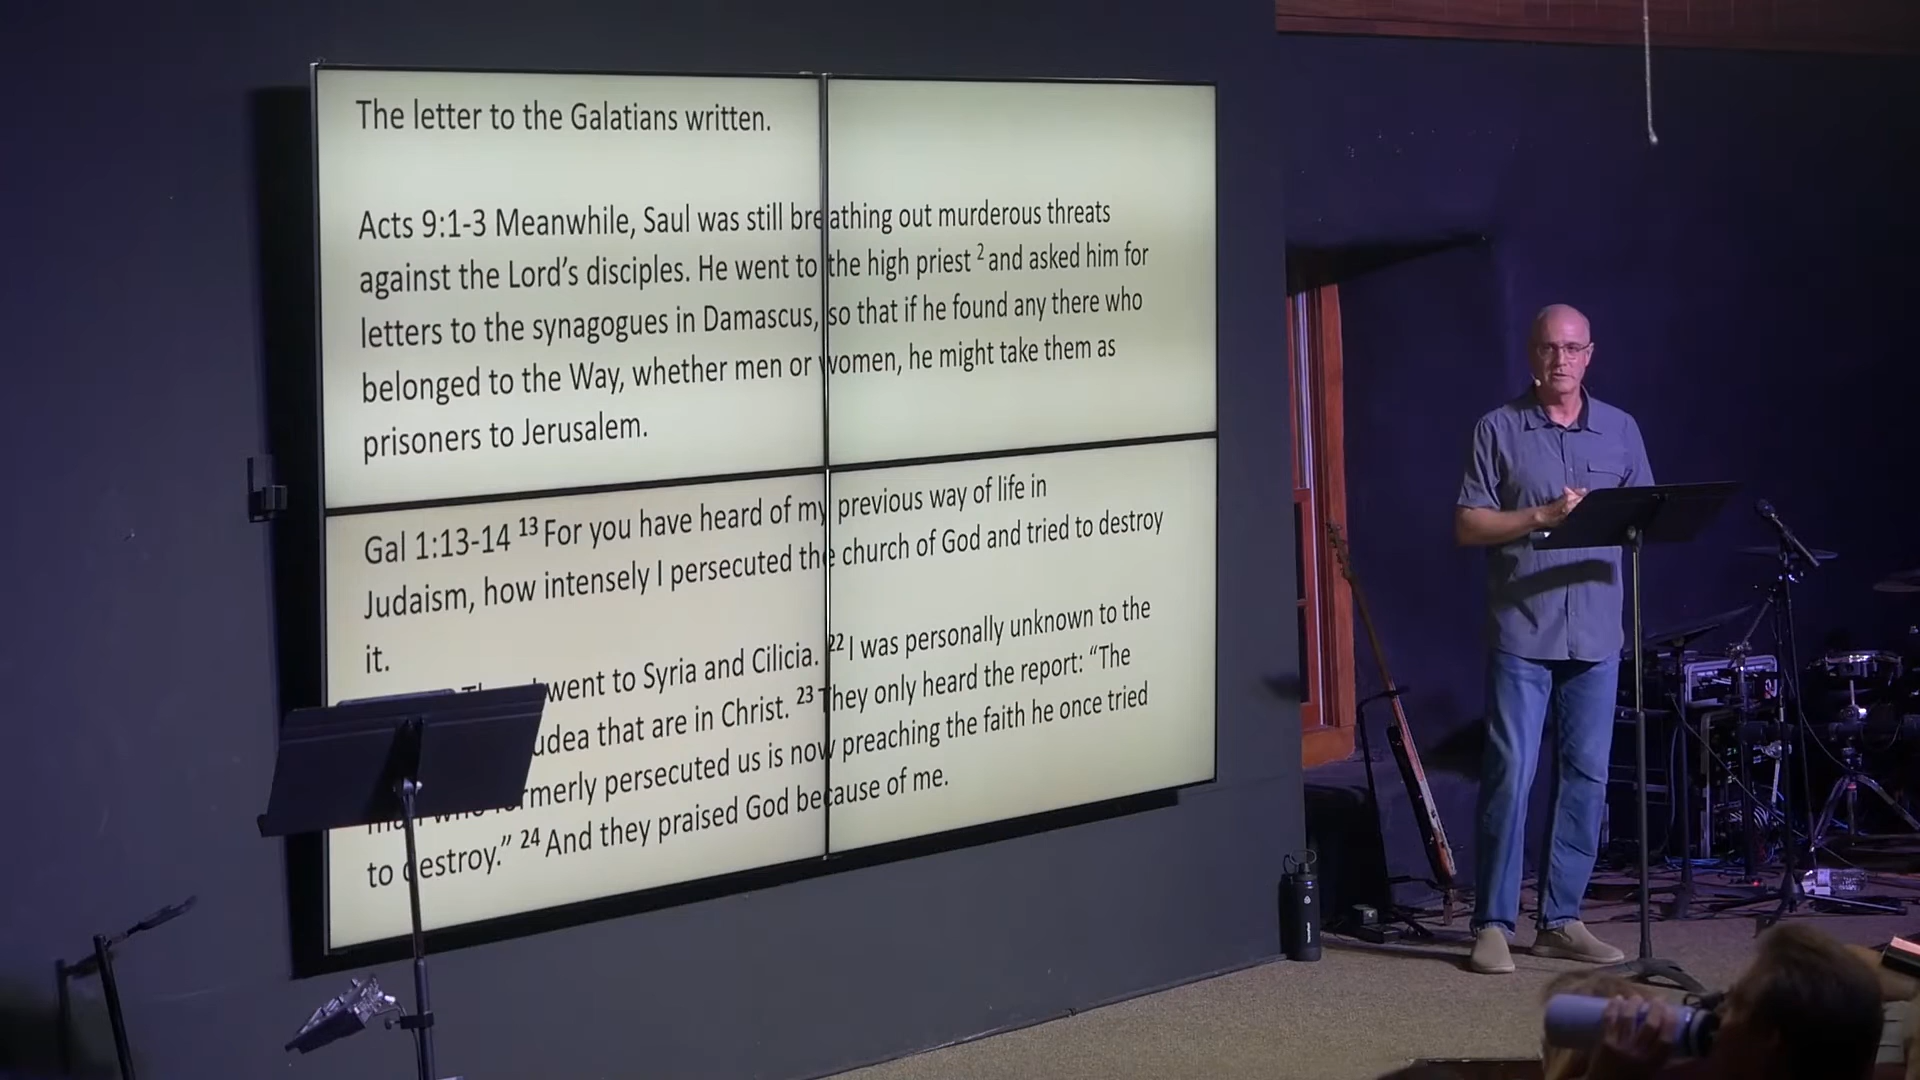 The letter to the Galatians written.
Acts 9:1-3 Meanwhile, Saul was still breathing out murderous threats
against the Lord's disciples. He went to the high priest ² and asked him for
letters to the synagogues in Damascus, so that if he found any there who
belonged to the Way, whether men or women, he might take them as
prisoners to Jerusalem.
Gal 1:13-14 ¹³ For you have heard of my previous way of life in
Judaism, how intensely I persecuted the church of God and tried to destroy
it.
went to Syria and Cilicia. ²² I was personally unknown to the
udea that are in Christ. ²³ They only heard the report: “The
rmerly persecuted us is now preaching the faith he once tried
to destroy.” ²⁴ And they praised God because of me.